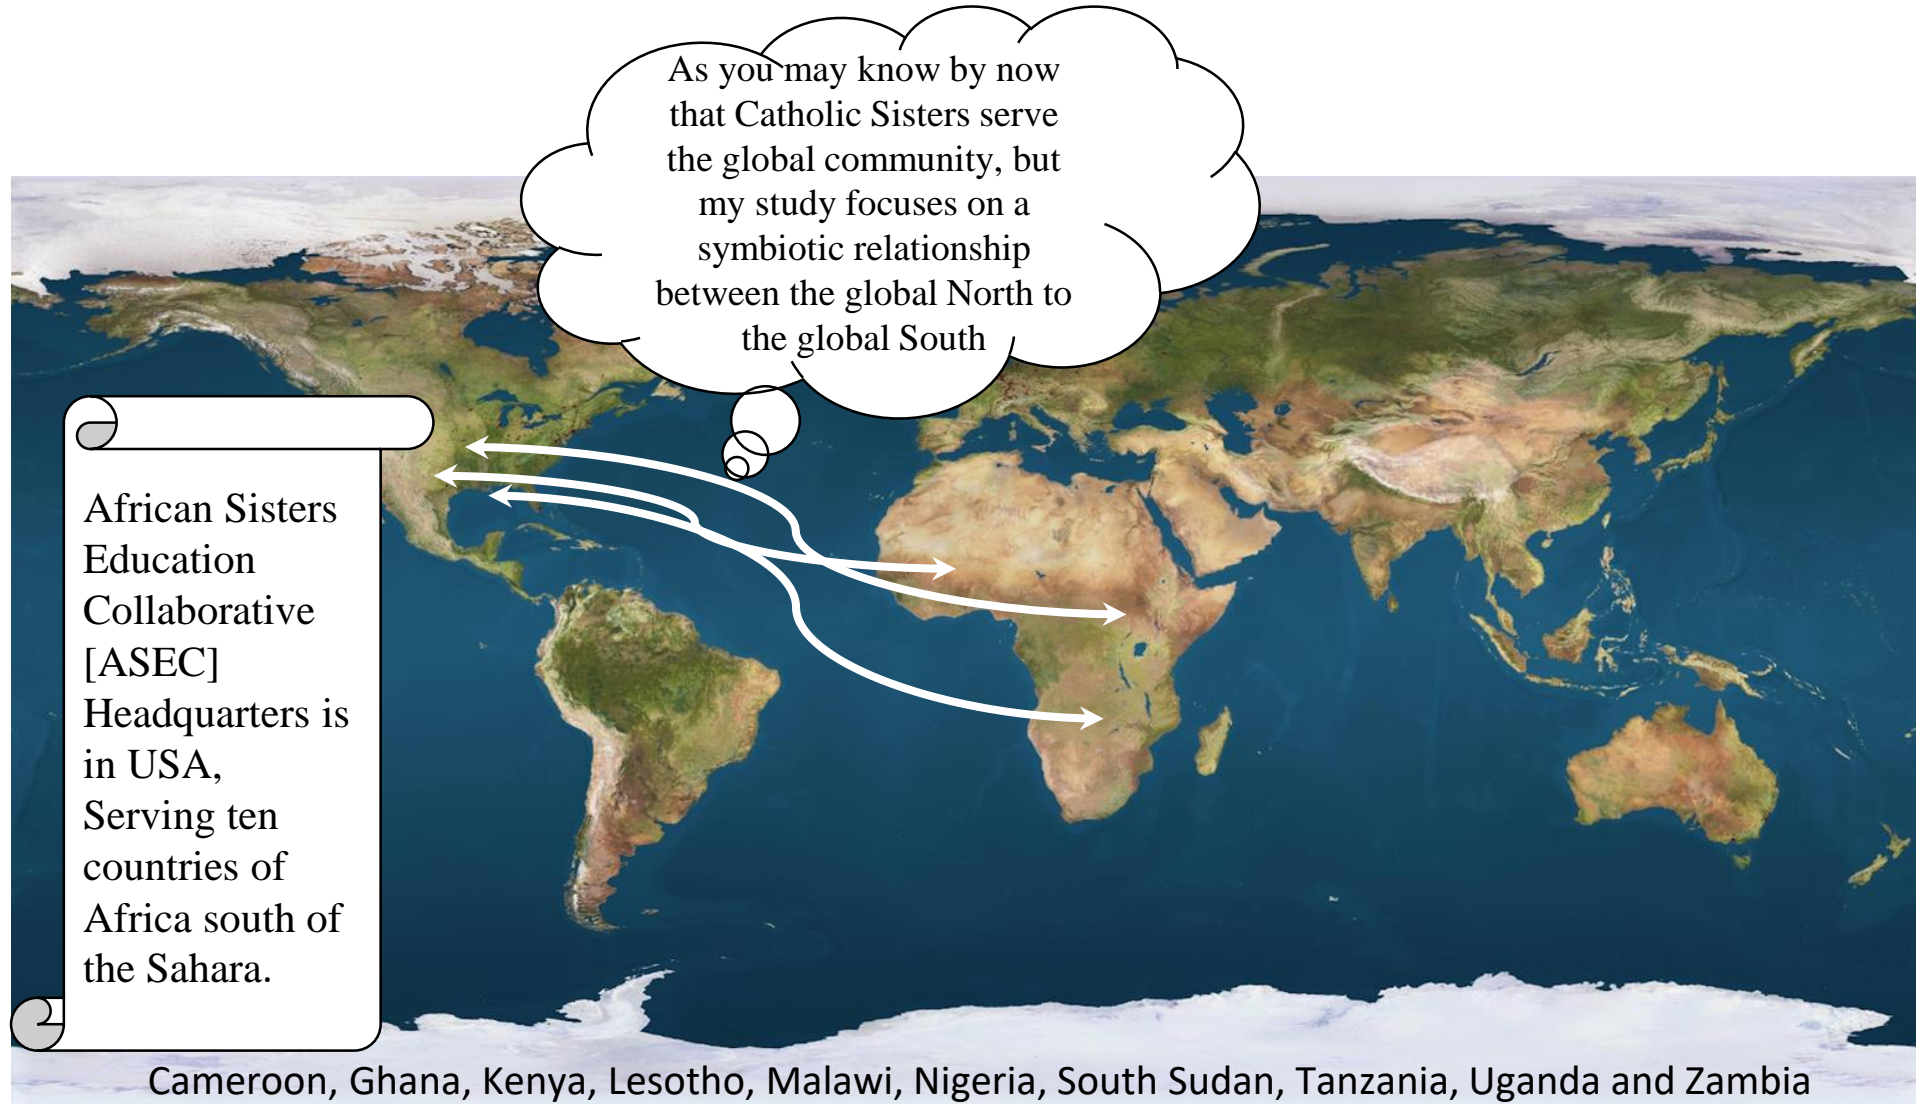 As you may know by now
that Catholic Sisters serve
the global community, but
my study focuses on a
symbiotic relationship
between the global North to
the global South
African Sisters
Education
Collaborative
[ASEC]
Headquarters is
in USA,
Serving ten
countries of
Africa south of
the Sahara.
Cameroon, Ghana, Kenya, Lesotho, Malawi, Nigeria, South Sudan, Tanzania, Uganda and Zambia